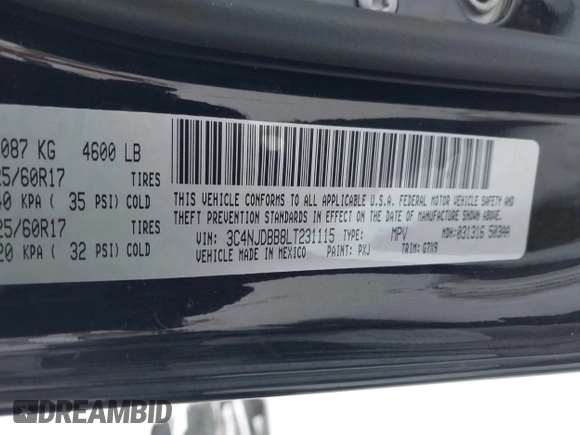 087 KG 4600 LB
25/60R17 TIRES
40 KPA ( 35 PSI) COLD
25/60R17 TIRES
20 KPA ( 32 PSI) COLD
THIS VEHICLE CONFORMS TO ALL APPLICABLE U.S.A. FEDERAL MOTOR VEHICLE SAFETY, BUMPER, AND
THEFT PREVENTION STANDARDS IN EFFECT ON THE DATE OF MANUFACTURE SHOWN ABOVE.
VIN: 3C4NJDBB8LT231115 TYPE: MPV MDH: 031316 503AA
VEHICLE MADE IN MEXICO PAINT: PXJ TRIM: G7X9
DREAMBID